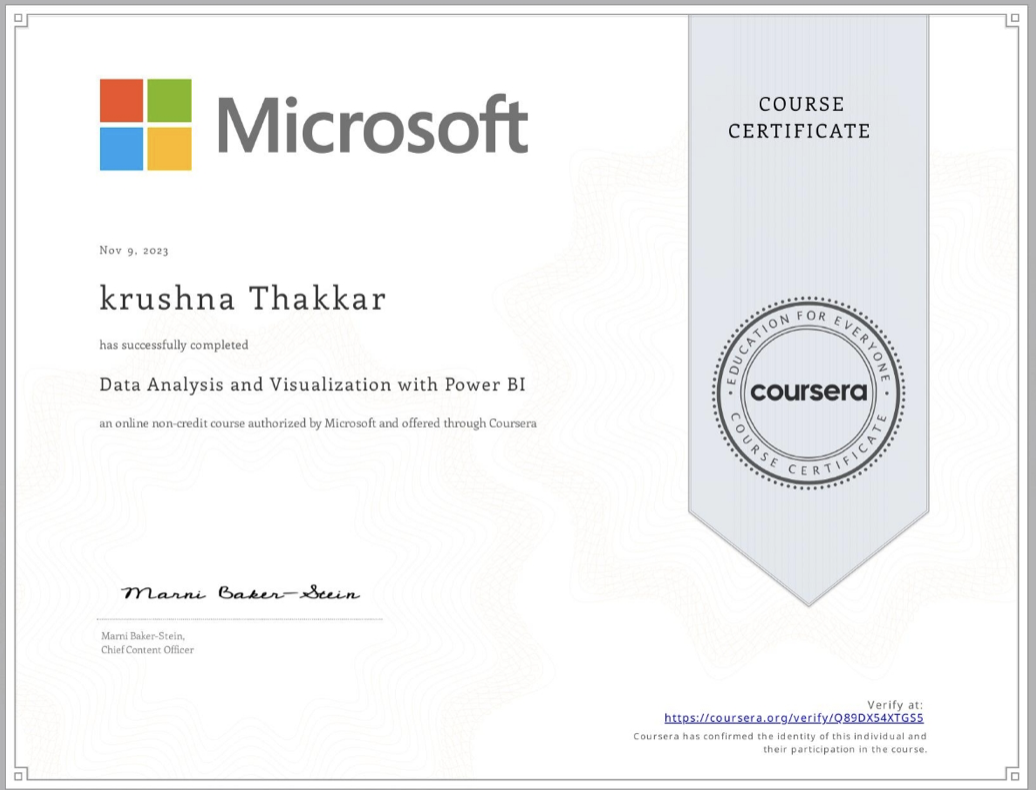 Microsoft
COURSE
CERTIFICATE
Nov 9, 2023
krushna Thakkar
has successfully completed
Data Analysis and Visualization with Power BI
an online non-credit course authorized by Microsoft and offered through Coursera
EDUCATION FOR EVERYONE
coursera
COURSE CERTIFICATE
Marni Baker-Stein
Marni Baker-Stein,
Chief Content Officer
Verify at:
https://coursera.org/verify/Q89DX54XTGS5
Coursera has confirmed the identity of this individual and
their participation in the course.